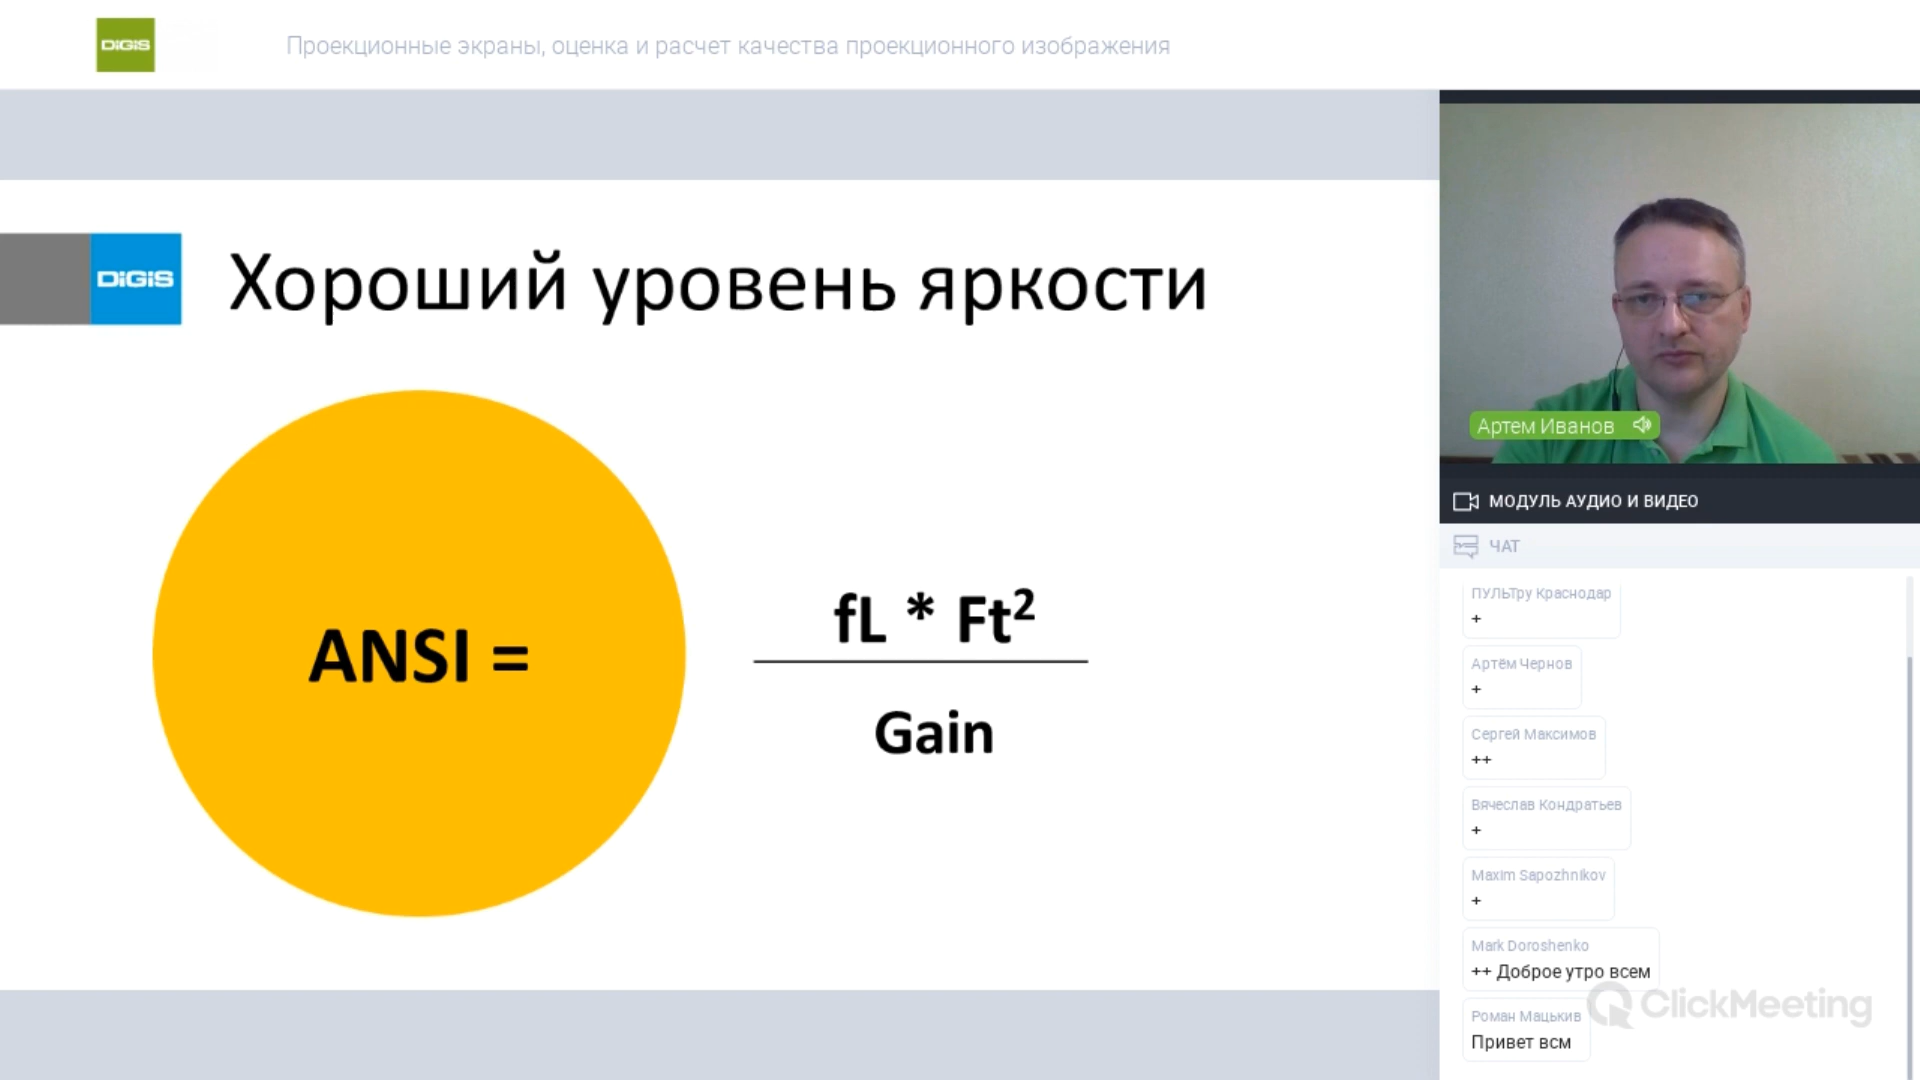 DiGiS
Проекционные экраны, оценка и расчет качества проекционного изображения
DiGiS
Хороший уровень яркости
ANSI =
fL * Ft²
Gain
Артем Иванов
МОДУЛЬ АУДИО И ВИДЕО
ЧАТ
ПУЛЬТру Краснодар
+
Артём Чернов
+
Сергей Максимов
++
Вячеслав Кондратьев
+
Maxim Sapozhnikov
+
Mark Doroshenko
++ Доброе утро всем
Роман Мацькив
Привет всм
ClickMeeting